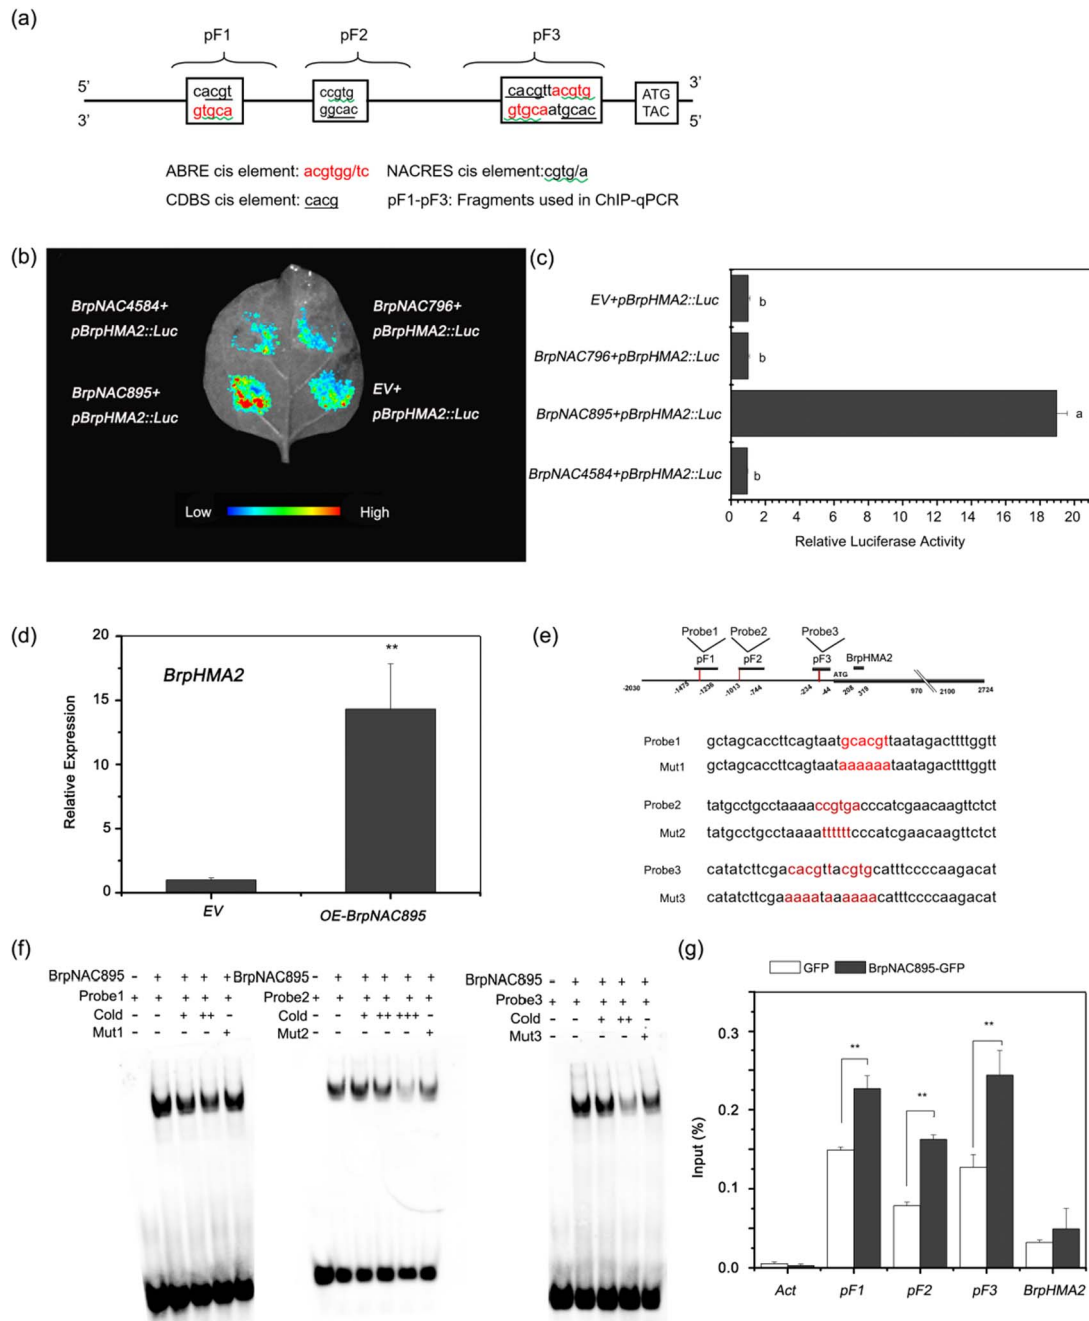 (a)
pF1 pF2 pF3
5' cacgt ccgtg cacgttacgtg ATG 3'
3' gtgca ggcac gtgcaatgcac TAC 5'
ABRE cis element: acgtgg/tc NACRES cis element:cgtg/a
CDBS cis element: cacg pF1-pF3: Fragments used in ChIP-qPCR
(b)
BrpNAC4584+
pBrpHMA2::Luc
BrpNAC796+
pBrpHMA2::Luc
BrpNAC895+
pBrpHMA2::Luc
EV+
pBrpHMA2::Luc
Low High
(c)
EV+pBrpHMA2::Luc b
BrpNAC796+pBrpHMA2::Luc b
BrpNAC895+pBrpHMA2::Luc a
BrpNAC4584+pBrpHMA2::Luc b
0 2 4 6 8 10 12 14 16 18 20
Relative Luciferase Activity
(d)
20
15
10
5
0
Relative Expression
BrpHMA2
**
EV OE-BrpNAC895
(e)
Probe1 Probe2 Probe3
pF1 pF2 pF3 BrpHMA2
ATG
-2030 -1475 -1236 -1013 -744 -234 -44 208 319 970 2100 2724
Probe1 gctagcaccttcagtaatgcacgttaatagacttttggtt
Mut1 gctagcaccttcagtaataaaaaataatagacttttggtt
Probe2 tatgcctgcctaaaaccgtgacccatcgaacaagttctct
Mut2 tatgcctgcctaaaattttttcccatcgaacaagttctct
Probe3 catatcttcgacacgttacgtgcatttccccaagacat
Mut3 catatcttcgaaaaataaaaaacatttccccaagacat
(f)
BrpNAC895 - + + + +
Probe1 + + + + +
Cold - - + ++ -
Mut1 - - - - +
BrpNAC895 - + + + + +
Probe2 + + + + + +
Cold - - + ++ +++ -
Mut2 - - - - - +
BrpNAC895 - + + + +
Probe3 + + + + +
Cold - - + ++ -
Mut3 - - - - +
(g)
GFP BrpNAC895-GFP
0.3
0.2
0.1
0.0
Input (%)
** ** **
Act pF1 pF2 pF3 BrpHMA2